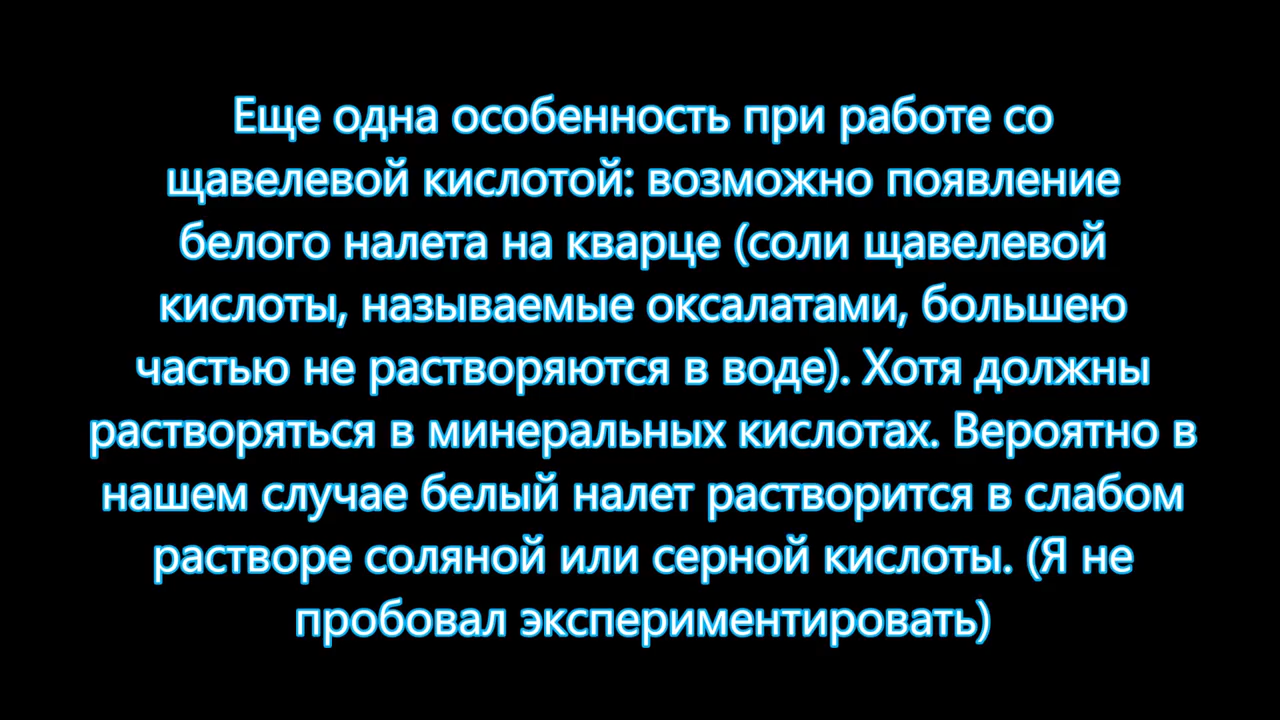 Еще одна особенность при работе со
щавелевой кислотой: возможно появление
белого налета на кварце (соли щавелевой
кислоты, называемые оксалатами, большею
частью не растворяются в воде). Хотя должны
растворяться в минеральных кислотах. Вероятно в
нашем случае белый налет растворится в слабом
растворе соляной или серной кислоты. (Я не
пробовал экспериментировать)